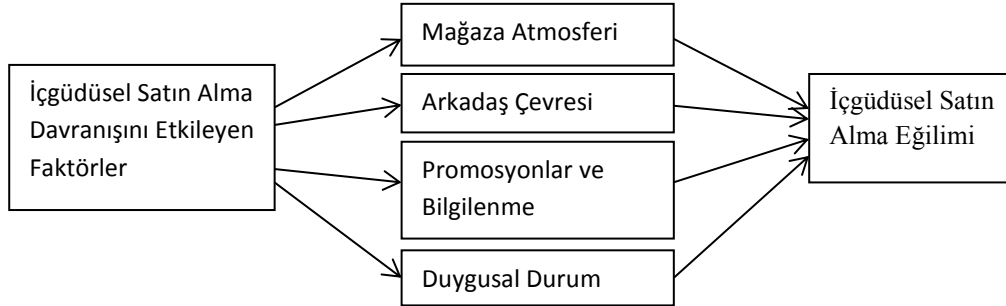 İçgüdüsel Satın Alma
Davranışını Etkileyen
Faktörler
Mağaza Atmosferi
Arkadaş Çevresi
Promosyonlar ve
Bilgilenme
Duygusal Durum
İçgüdüsel Satın
Alma Eğilimi